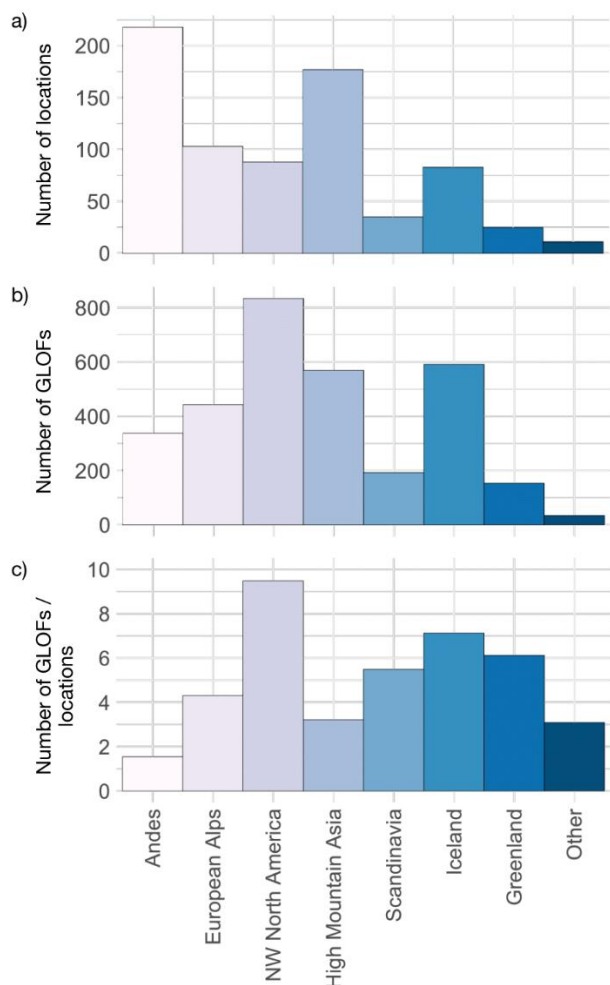 a)
Number of locations
200
150
100
50
0
b)
Number of GLOFs
800
600
400
200
0
c)
Number of GLOFs /
locations
10
8
6
4
2
0
Andes
European Alps
NW North America
High Mountain Asia
Scandinavia
Iceland
Greenland
Other